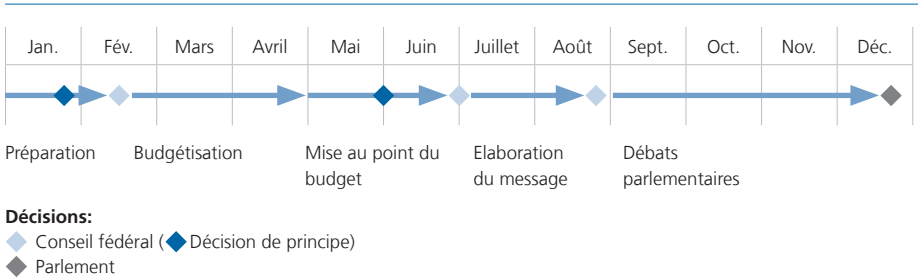 Jan. Fév. Mars Avril Mai Juin Juillet Août Sept. Oct. Nov. Déc.
Préparation Budgétisation Mise au point du Elaboration Débats
budget du message parlementaires
Décisions:
Conseil fédéral ( Décision de principe)
Parlement